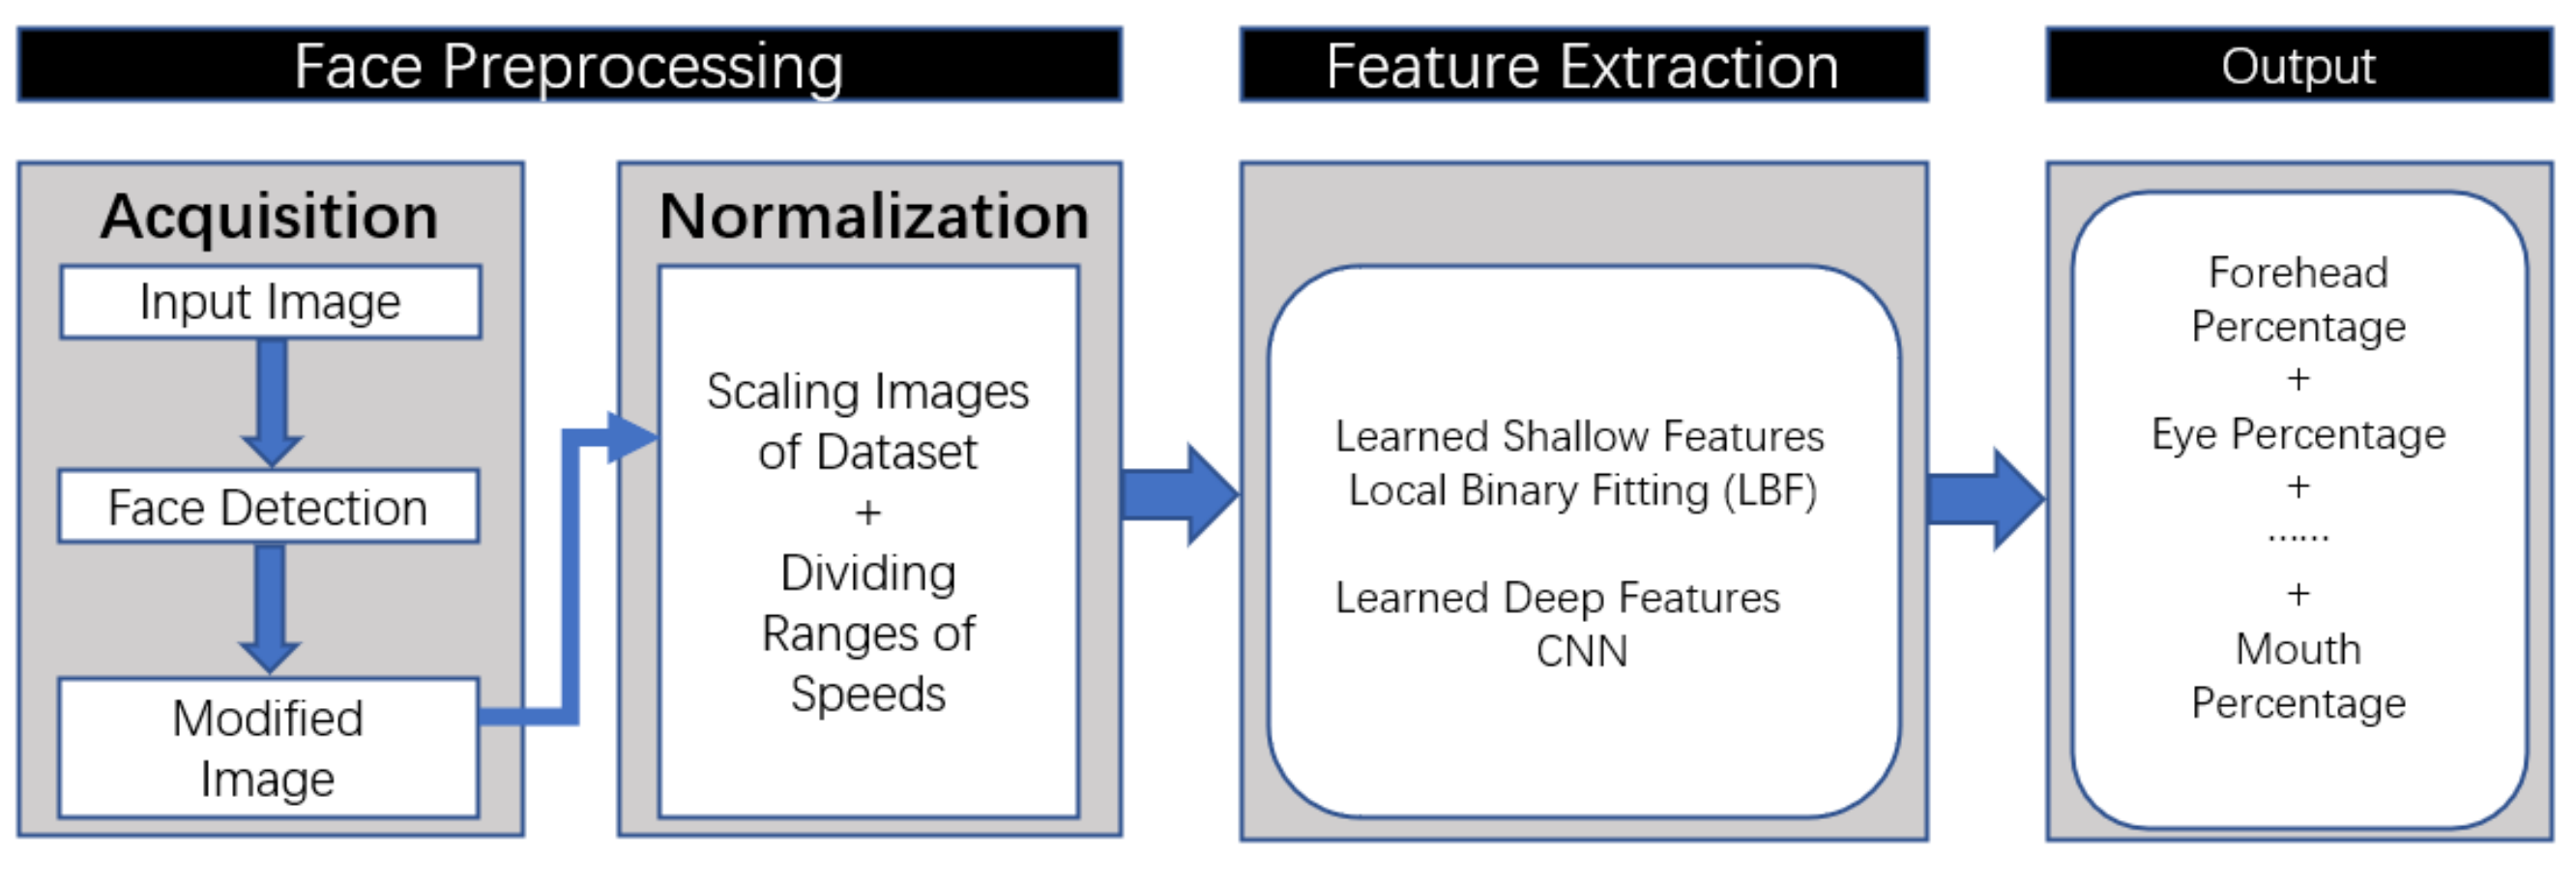 Face Preprocessing
Feature Extraction
Output
Acquisition
Input Image
Face Detection
Modified
Image
Normalization
Scaling Images
of Dataset
+
Dividing
Ranges of
Speeds
Learned Shallow Features
Local Binary Fitting (LBF)
Learned Deep Features
CNN
Forehead
Percentage
+
Eye Percentage
+
......
+
Mouth
Percentage